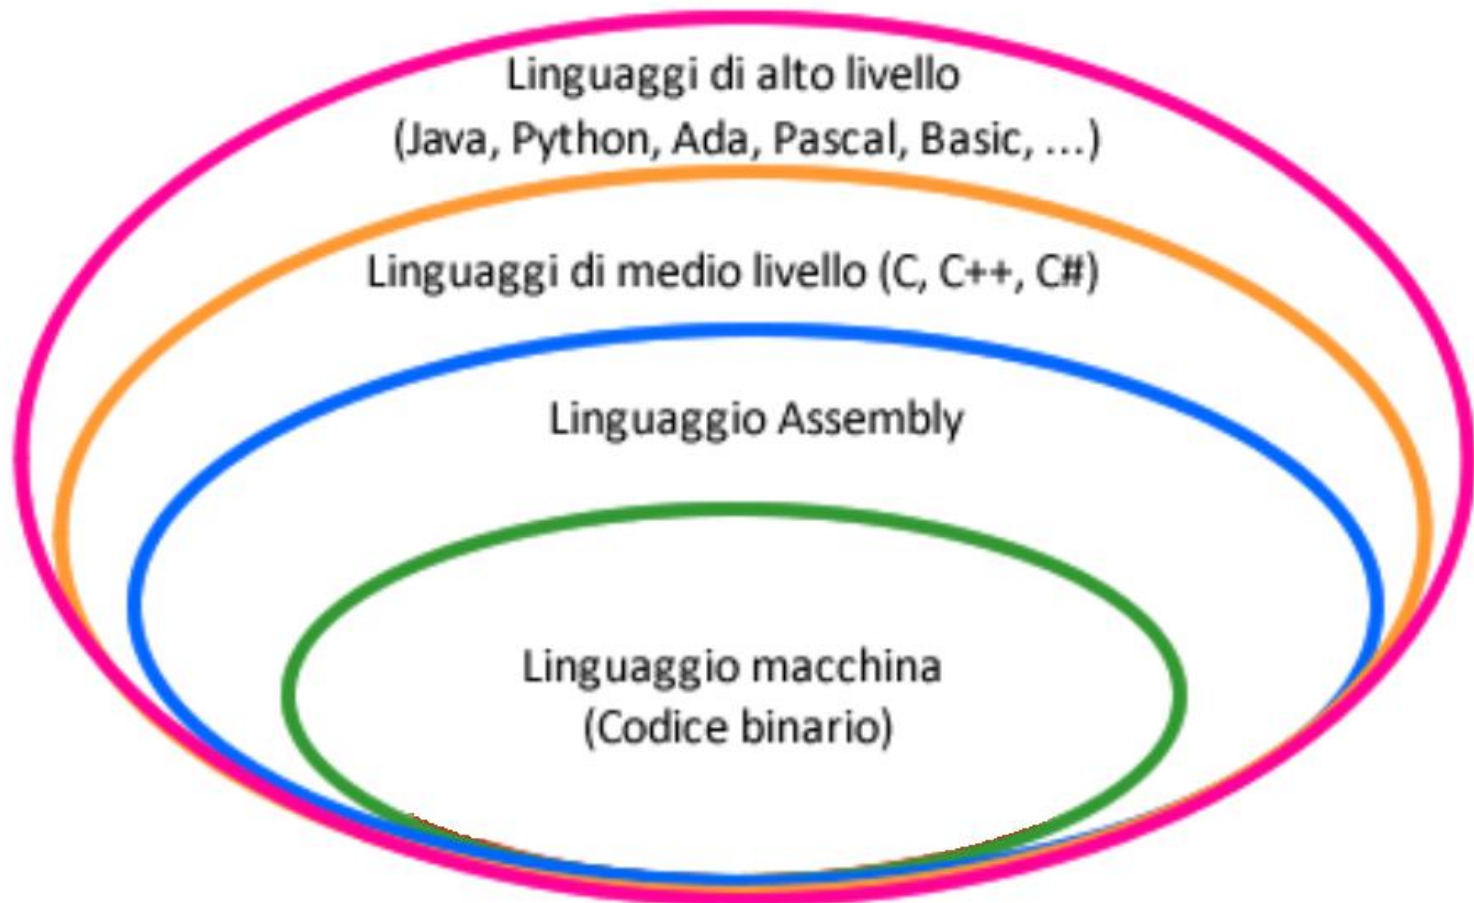 Linguaggi di alto livello
(Java, Python, Ada, Pascal, Basic, ...)
Linguaggi di medio livello (C, C++, C#)
Linguaggio Assembly
Linguaggio macchina
(Codice binario)